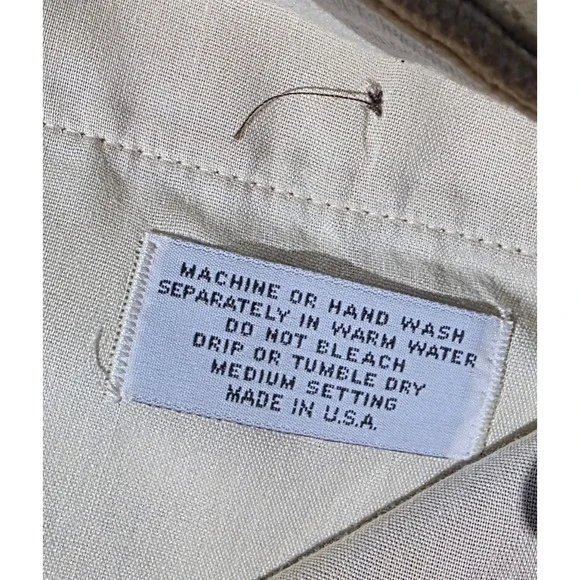 MACHINE OR HAND WASH
SEPARATELY IN WARM WATER
DO NOT BLEACH
DRIP OR TUMBLE DRY
MEDIUM SETTING
MADE IN U.S.A.